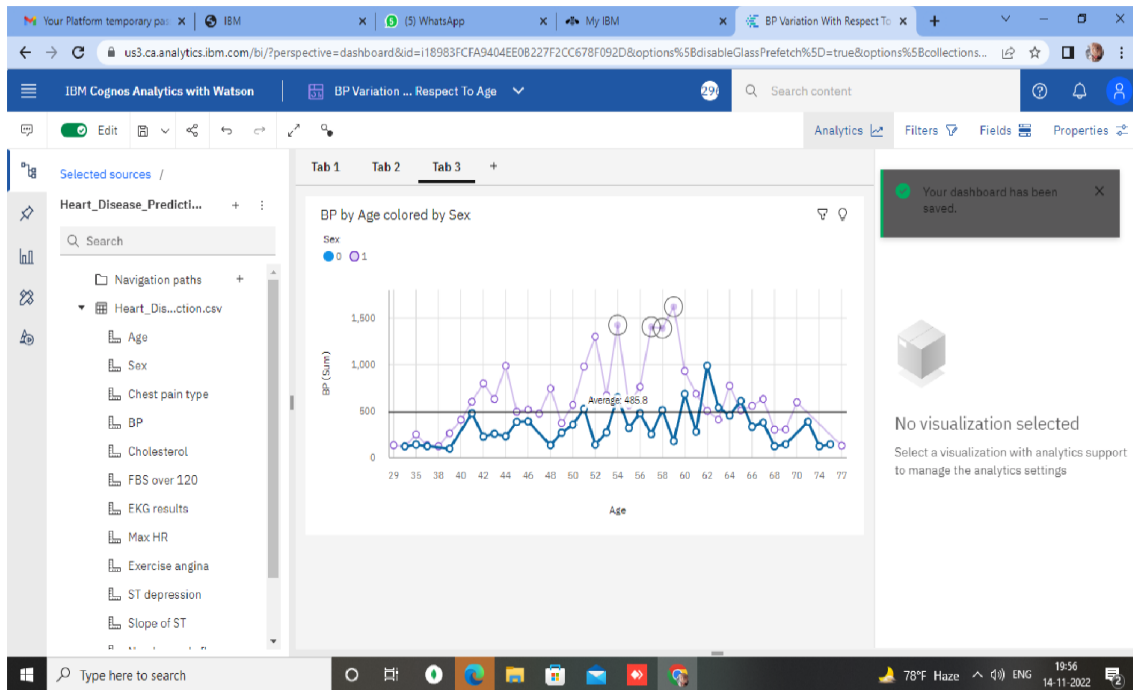 Your Platform temporary pas
IBM
(5) WhatsApp
My IBM
BP Variation With Respect To
us3.ca.analytics.ibm.com/bi/?perspective=dashboard&id=i18983FCFA9404EE0B227F2CC678F092D&options%5BdisableGlassPrefetch%5D=true&options%5Bcollections...
IBM Cognos Analytics with Watson
BP Variation ... Respect To Age
Search content
Edit
Analytics
Filters
Fields
Properties
Selected sources /
Heart_Disease_Predicti...
Search
Navigation paths
Heart_Dis...ction.csv
Age
Sex
Chest pain type
BP
Cholesterol
FBS over 120
EKG results
Max HR
Exercise angina
ST depression
Slope of ST
Tab 1 Tab 2 Tab 3 +
BP by Age colored by Sex
Sex
0 1
BP (Sum)
1,500
1,000
500
0
Average: 485.8
29 35 38 40 42 44 46 48 50 52 54 56 58 60 62 64 66 68 70 74 77
Age
Your dashboard has been
saved.
No visualization selected
Select a visualization with analytics support
to manage the analytics settings
Type here to search
78°F Haze
ENG
19:56
14-11-2022
2